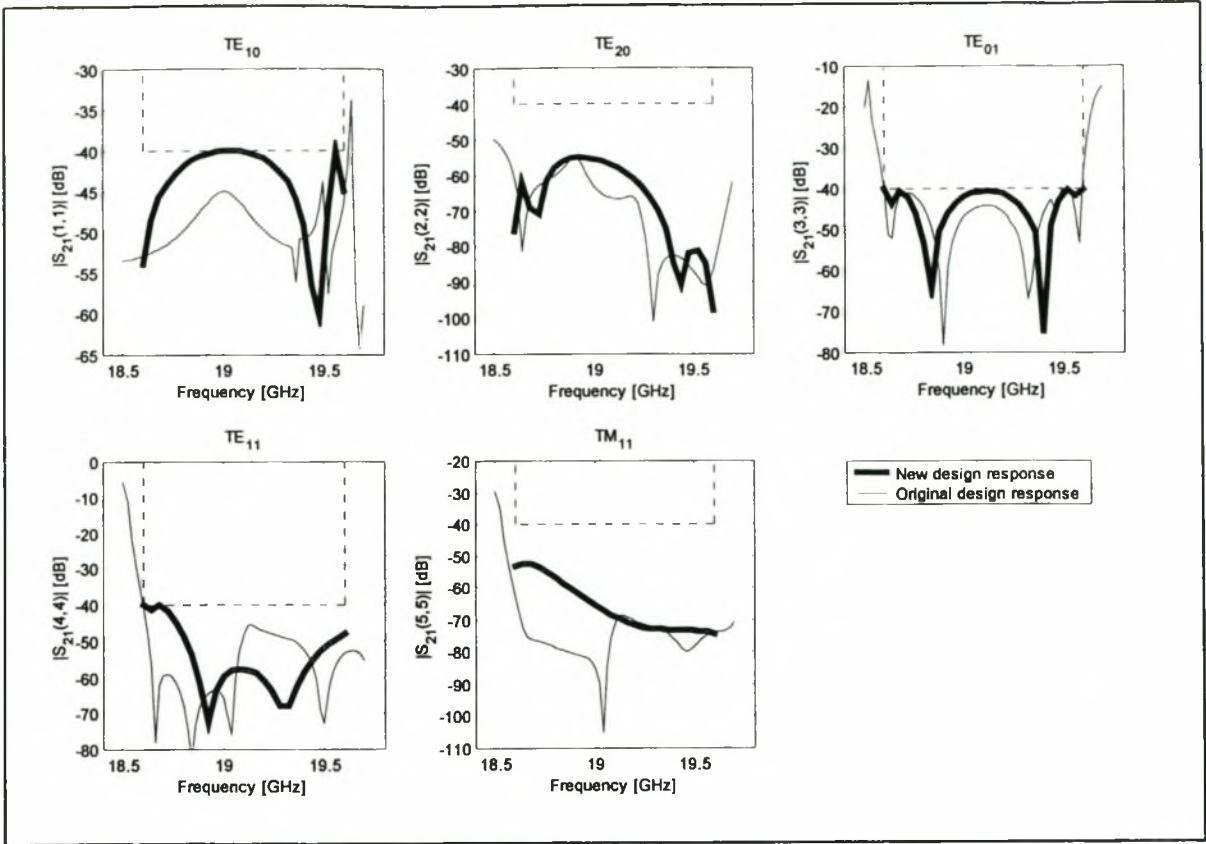 TE10
|S21(1,1)| [dB]
-30
-35
-40
-45
-50
-55
-60
-65
18.5 19 19.5
Frequency [GHz]
TE20
|S21(2,2)| [dB]
-30
-40
-50
-60
-70
-80
-90
-100
-110
18.5 19 19.5
Frequency [GHz]
TE01
|S21(3,3)| [dB]
-10
-20
-30
-40
-50
-60
-70
-80
18.5 19 19.5
Frequency [GHz]
TE11
|S21(4,4)| [dB]
0
-10
-20
-30
-40
-50
-60
-70
-80
18.5 19 19.5
Frequency [GHz]
TM11
|S21(5,5)| [dB]
-20
-30
-40
-50
-60
-70
-80
-90
-100
-110
18.5 19 19.5
Frequency [GHz]
New design response
Original design response